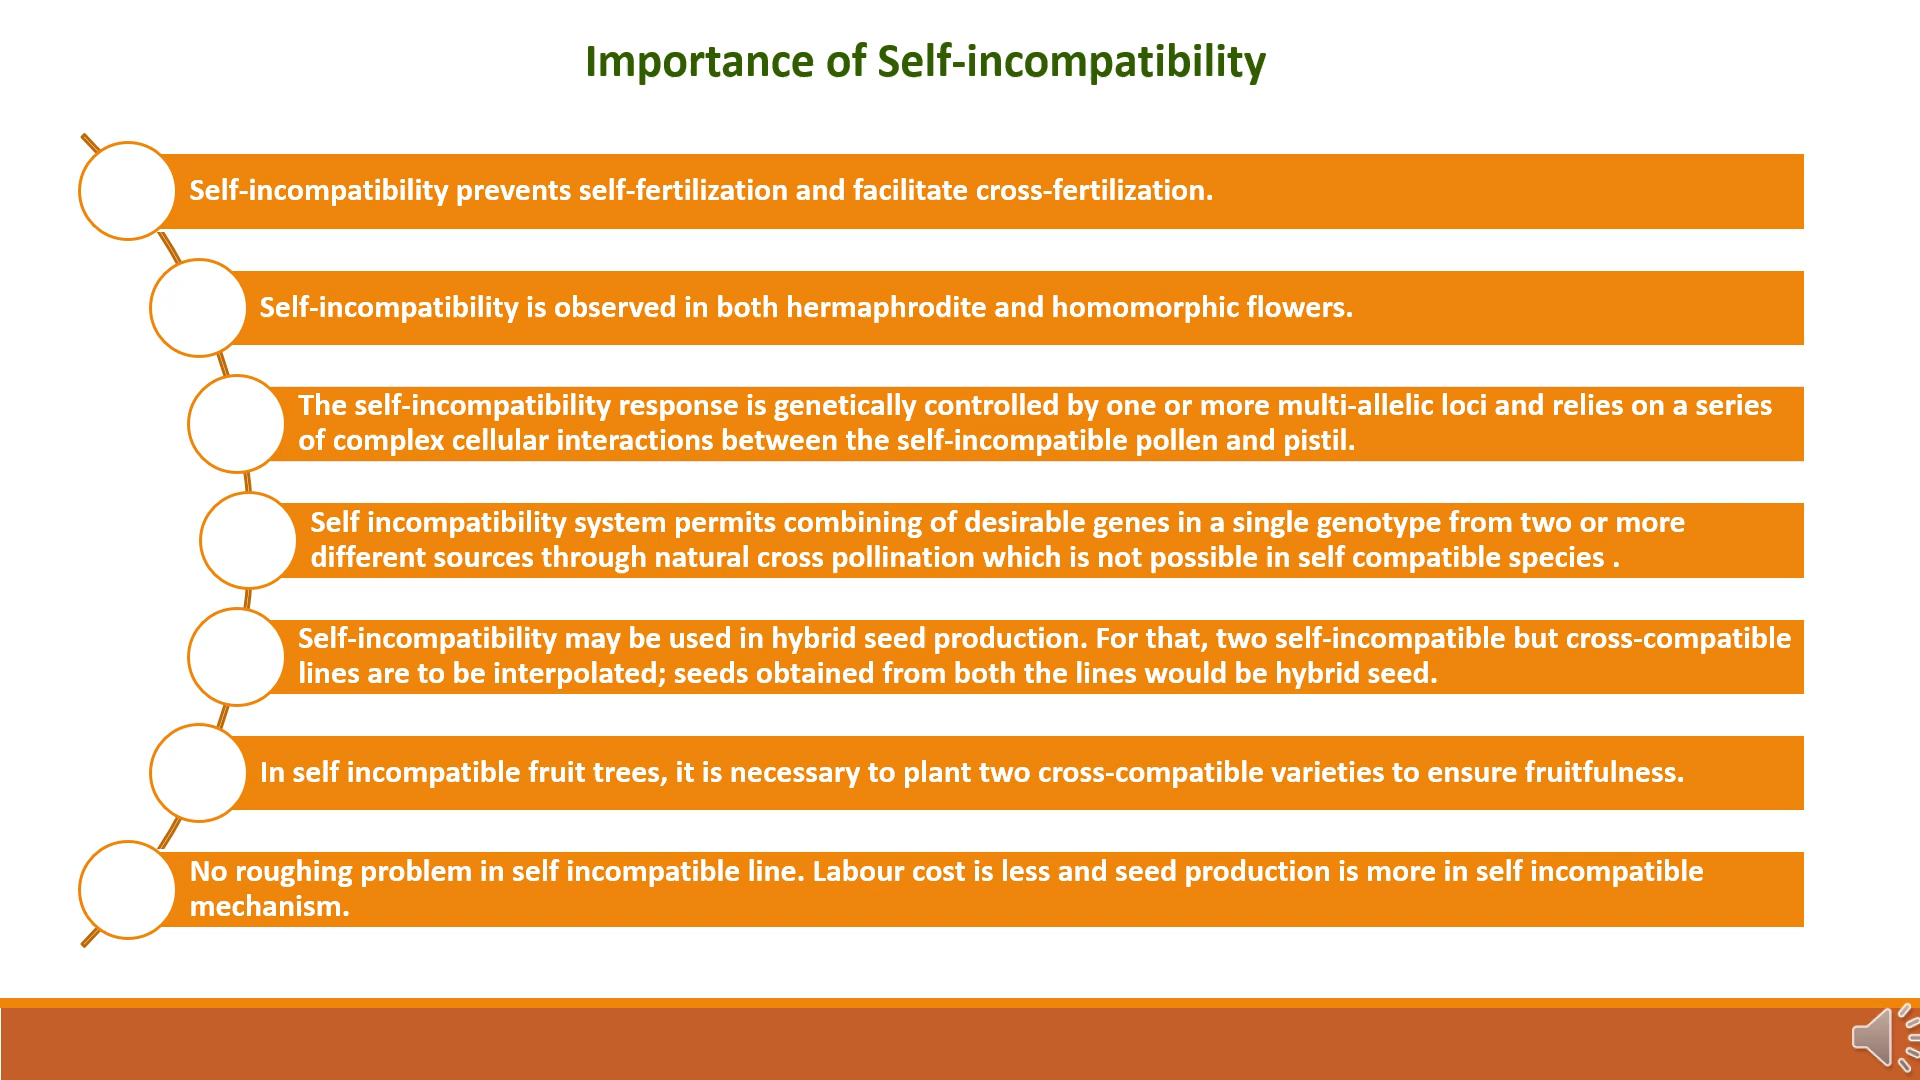 Importance of Self-incompatibility
Self-incompatibility prevents self-fertilization and facilitate cross-fertilization.
Self-incompatibility is observed in both hermaphrodite and homomorphic flowers.
The self-incompatibility response is genetically controlled by one or more multi-allelic loci and relies on a series
of complex cellular interactions between the self-incompatible pollen and pistil.
Self incompatibility system permits combining of desirable genes in a single genotype from two or more
different sources through natural cross pollination which is not possible in self compatible species .
Self-incompatibility may be used in hybrid seed production. For that, two self-incompatible but cross-compatible
lines are to be interpolated; seeds obtained from both the lines would be hybrid seed.
In self incompatible fruit trees, it is necessary to plant two cross-compatible varieties to ensure fruitfulness.
No roughing problem in self incompatible line. Labour cost is less and seed production is more in self incompatible
mechanism.